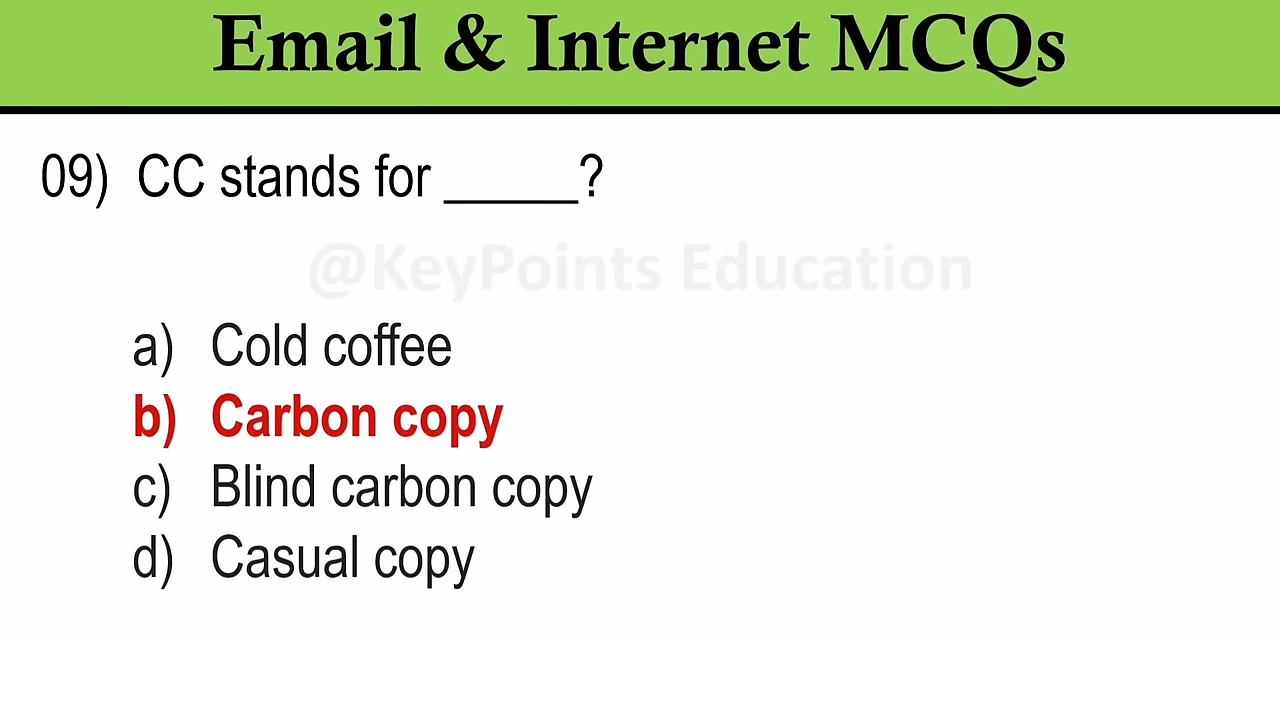 Email & Internet MCQs
09) CC stands for _____?
@KeyPoints Education
a) Cold coffee
b) Carbon copy
c) Blind carbon copy
d) Casual copy